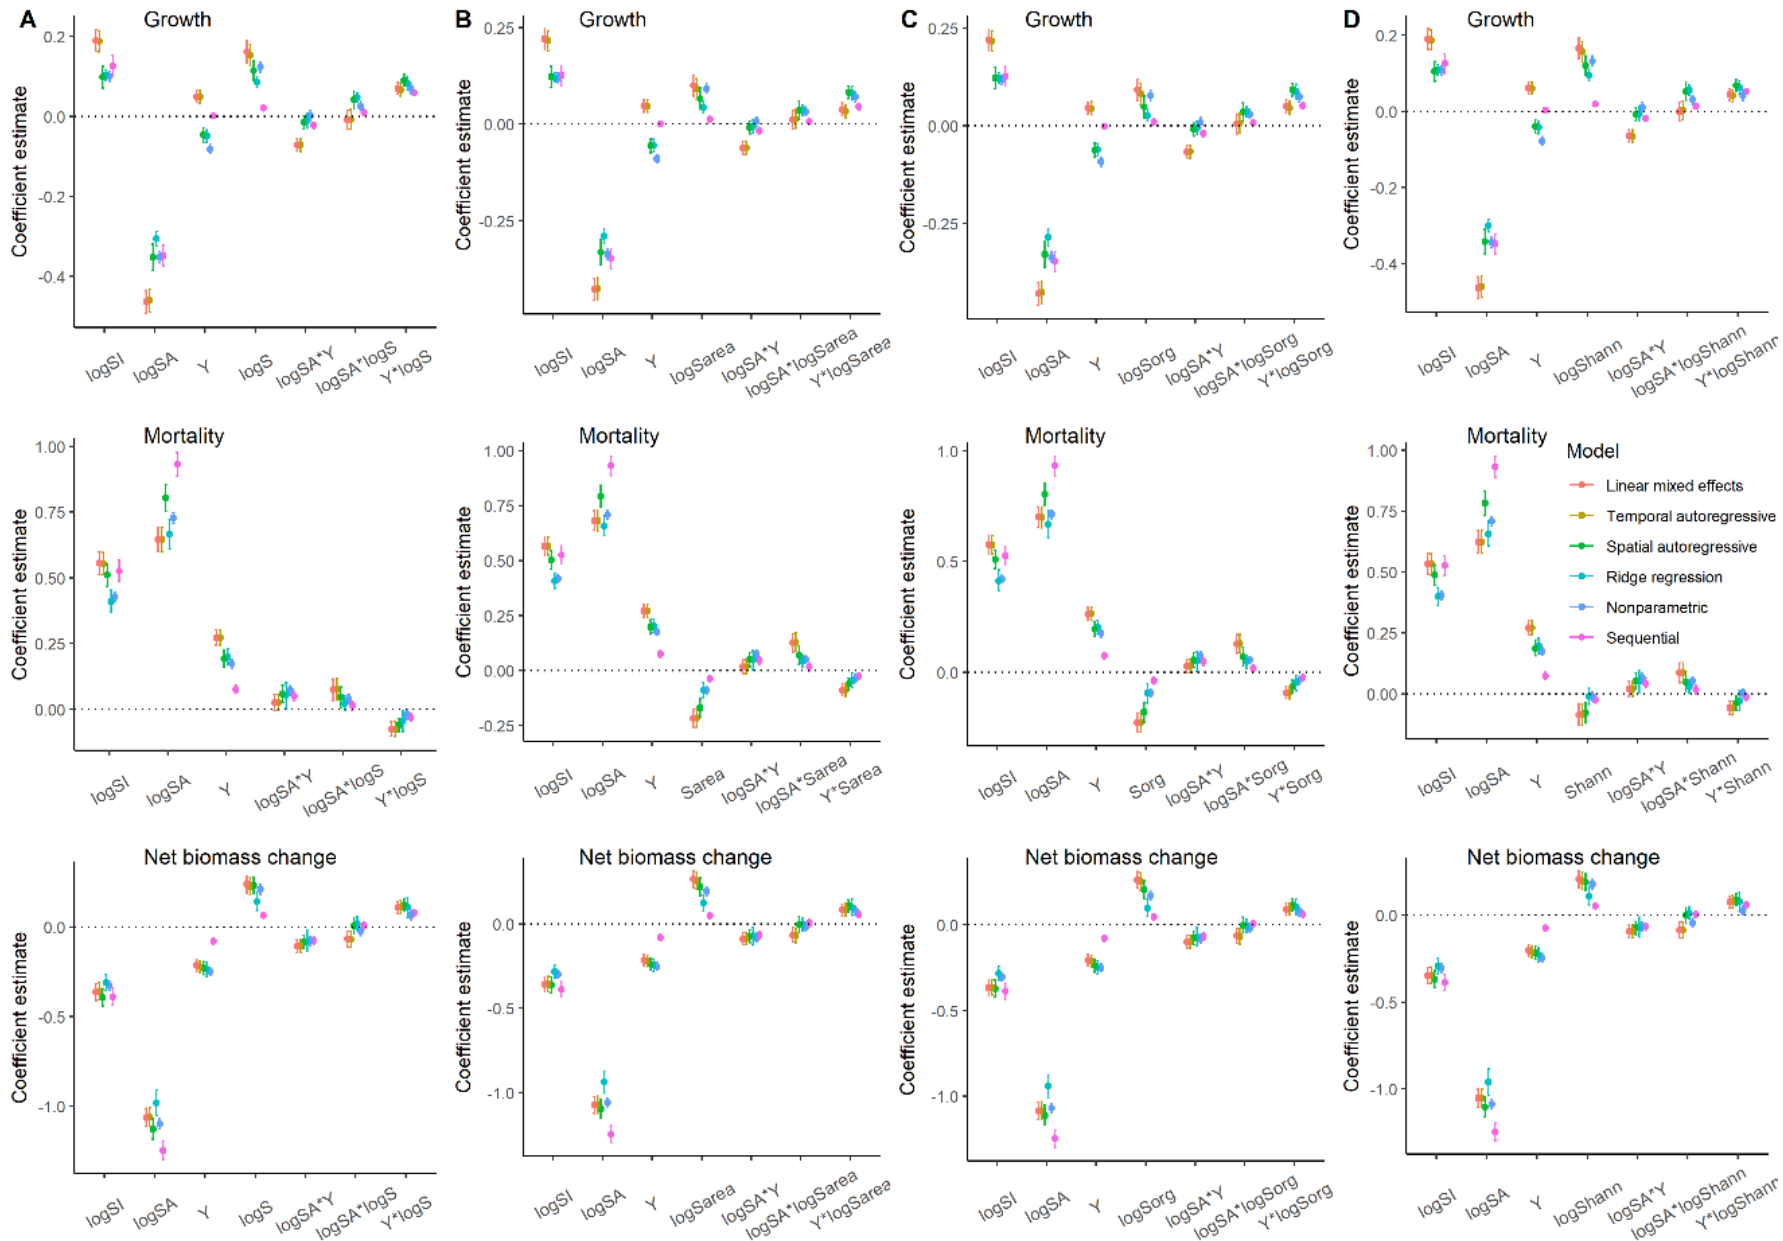 A
Growth
Coefficient estimate
0.2
0.0
-0.2
-0.4
logSI
logSA
Y
logS
logSA*Y
logSA*logS
Y*logS
B
Growth
Coefficient estimate
0.25
0.00
-0.25
logSI
logSA
Y
logSarea
logSA*Y
logSA*logSarea
Y*logSarea
C
Growth
Coefficient estimate
0.25
0.00
-0.25
logSI
logSA
Y
logSorg
logSA*Y
logSA*logSorg
Y*logSorg
D
Growth
Coefficient estimate
0.2
0.0
-0.2
-0.4
logSI
logSA
Y
logShann
logSA*Y
logSA*logShann
Y*logShann
Mortality
Coefficient estimate
1.00
0.75
0.50
0.25
0.00
logSI
logSA
Y
logSA*Y
logSA*logS
Y*logS
Mortality
Coefficient estimate
1.00
0.75
0.50
0.25
0.00
-0.25
logSI
logSA
Y
Sarea
logSA*Y
logSA*Sarea
Y*Sarea
Mortality
Coefficient estimate
1.0
0.5
0.0
logSI
logSA
Y
Sorg
logSA*Y
logSA*Sorg
Y*Sorg
Mortality
Coefficient estimate
1.00
0.75
0.50
0.25
0.00
logSI
logSA
Y
Shann
logSA*Y
logSA*Shann
Y*Shann
Model
Linear mixed effects
Temporal autoregressive
Spatial autoregressive
Ridge regression
Nonparametric
Sequential
Net biomass change
Coefficient estimate
0.0
-0.5
-1.0
logSI
logSA
Y
logS
logSA*Y
logSA*logS
Y*logS
Net biomass change
Coefficient estimate
0.0
-0.5
-1.0
logSI
logSA
Y
logSarea
logSA*Y
logSA*logSarea
Y*logSarea
Net biomass change
Coefficient estimate
0.0
-0.5
-1.0
logSI
logSA
Y
logSorg
logSA*Y
logSA*logSorg
Y*logSorg
Net biomass change
Coefficient estimate
0.0
-0.5
-1.0
logSI
logSA
Y
logShann
logSA*Y
logSA*logShann
Y*logShann